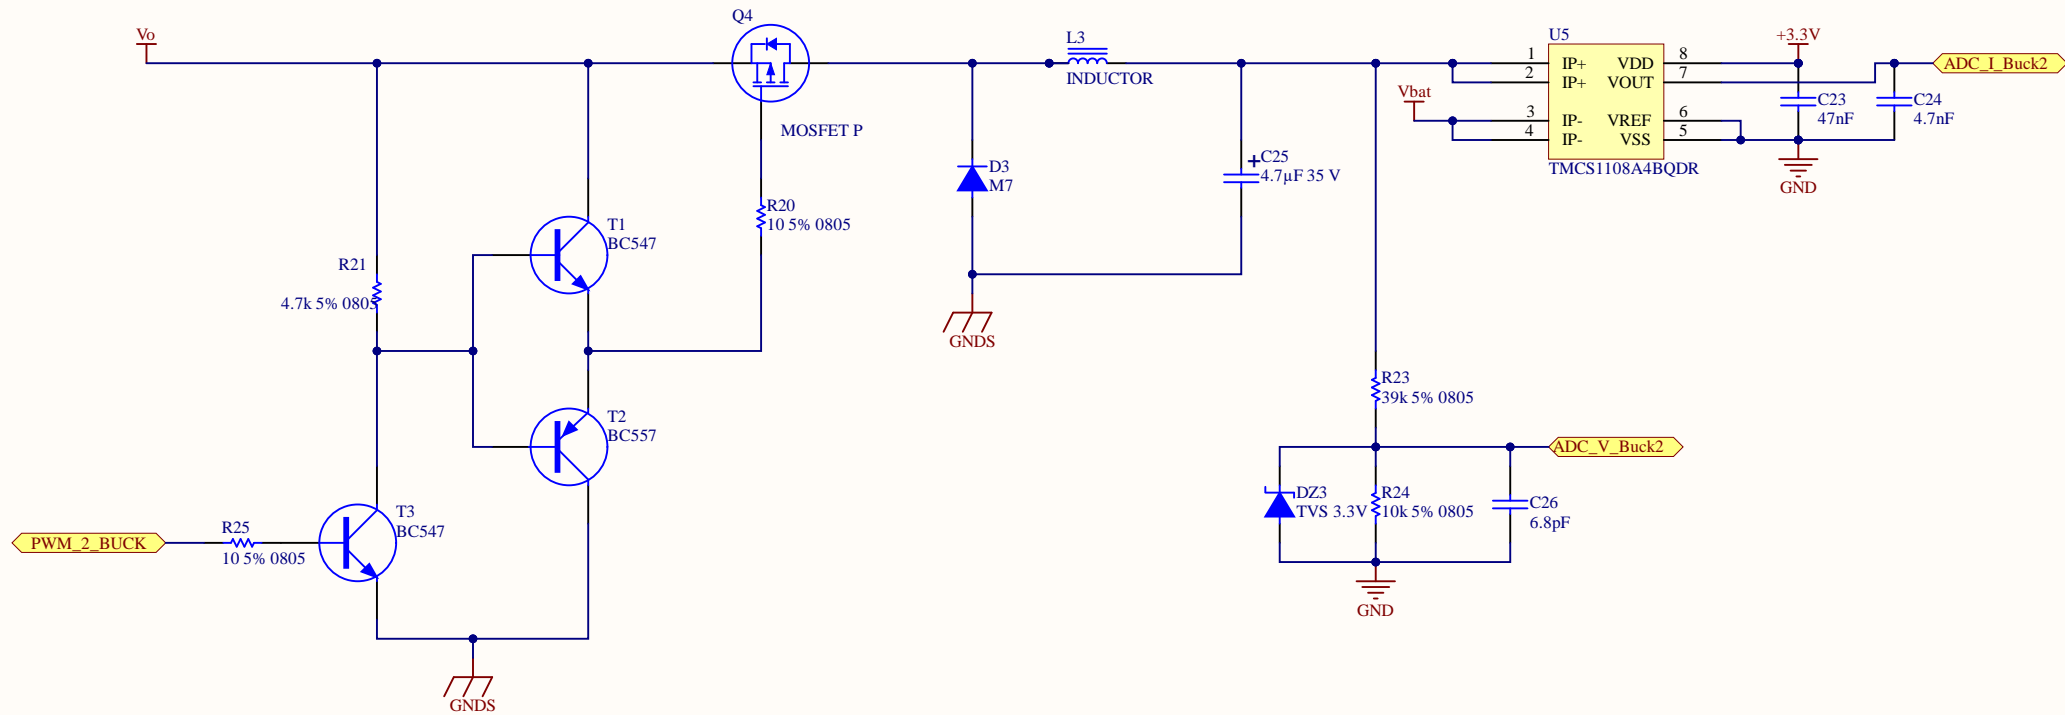 Vo
Q4
MOSFET P
L3
INDUCTOR
U5
1 IP+ VDD 8
2 IP+ VOUT 7
3 IP- VREF 6
4 IP- VSS 5
TMCS1108A4BQDR
+3.3V
ADC_I_Buck2
C23
47nF
C24
4.7nF
GND
Vbat
D3
M7
C25
4.7µF 35 V
GNDS
R20
10 5% 0805
T1
BC547
R21
4.7k 5% 0805
T2
BC557
R23
39k 5% 0805
ADC_V_Buck2
DZ3
TVS 3.3V
R24
10k 5% 0805
C26
6.8pF
GND
PWM_2_BUCK
R25
10 5% 0805
T3
BC547
GNDS